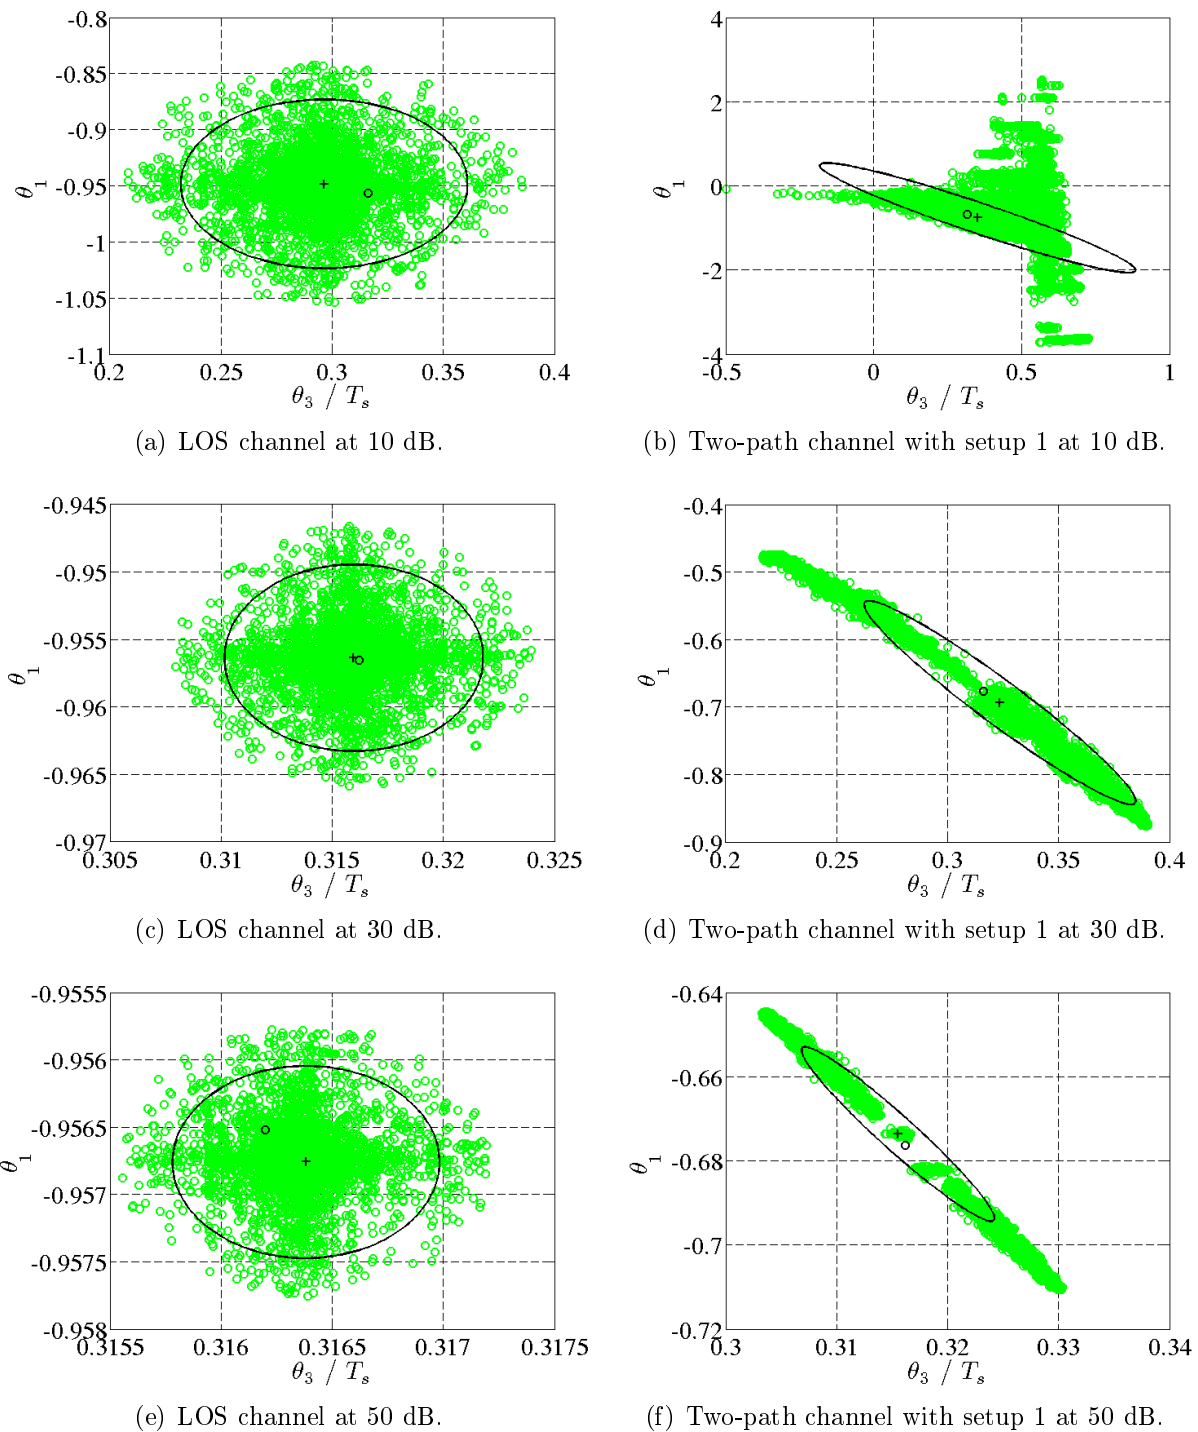 -0.8
-0.85
-0.9
-0.95
-1
-1.05
-1.1
0.2 0.25 0.3 0.35 0.4
θ₁
θ₃ / Tₛ
(a) LOS channel at 10 dB.
4
2
0
-2
-4
-0.5 0 0.5 1
θ₁
θ₃ / Tₛ
(b) Two-path channel with setup 1 at 10 dB.
-0.945
-0.95
-0.955
-0.96
-0.965
-0.97
0.305 0.31 0.315 0.32 0.325
θ₁
θ₃ / Tₛ
(c) LOS channel at 30 dB.
-0.4
-0.5
-0.6
-0.7
-0.8
-0.9
0.2 0.25 0.3 0.35 0.4
θ₁
θ₃ / Tₛ
(d) Two-path channel with setup 1 at 30 dB.
-0.9555
-0.956
-0.9565
-0.957
-0.9575
-0.958
0.3155 0.316 0.3165 0.317 0.3175
θ₁
θ₃ / Tₛ
(e) LOS channel at 50 dB.
-0.64
-0.66
-0.68
-0.7
-0.72
0.3 0.31 0.32 0.33 0.34
θ₁
θ₃ / Tₛ
(f) Two-path channel with setup 1 at 50 dB.